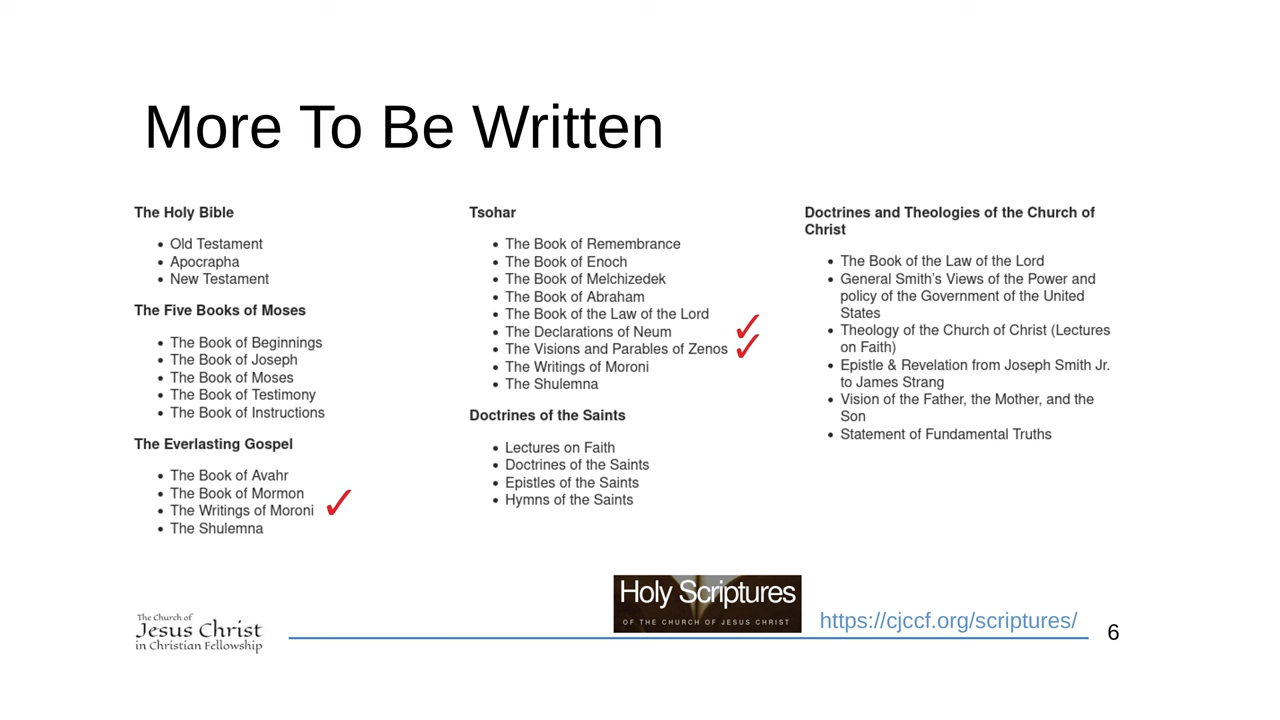 More To Be Written
The Holy Bible
• Old Testament
• Apocrapha
• New Testament
The Five Books of Moses
• The Book of Beginnings
• The Book of Joseph
• The Book of Moses
• The Book of Testimony
• The Book of Instructions
The Everlasting Gospel
• The Book of Avahr
• The Book of Mormon
• The Writings of Moroni ✓
• The Shulemna
Tsohar
• The Book of Remembrance
• The Book of Enoch
• The Book of Melchizedek
• The Book of Abraham
• The Book of the Law of the Lord
• The Declarations of Neum ✓
• The Visions and Parables of Zenos ✓
• The Writings of Moroni
• The Shulemna
Doctrines of the Saints
• Lectures on Faith
• Doctrines of the Saints
• Epistles of the Saints
• Hymns of the Saints
Doctrines and Theologies of the Church of
Christ
• The Book of the Law of the Lord
• General Smith's Views of the Power and
policy of the Government of the United
States
• Theology of the Church of Christ (Lectures
on Faith)
• Epistle & Revelation from Joseph Smith Jr.
to James Strang
• Vision of the Father, the Mother, and the
Son
• Statement of Fundamental Truths
The Church of
Jesus Christ
in Christian Fellowship
Holy Scriptures
OF THE CHURCH OF JESUS CHRIST
https://cjccf.org/scriptures/
6